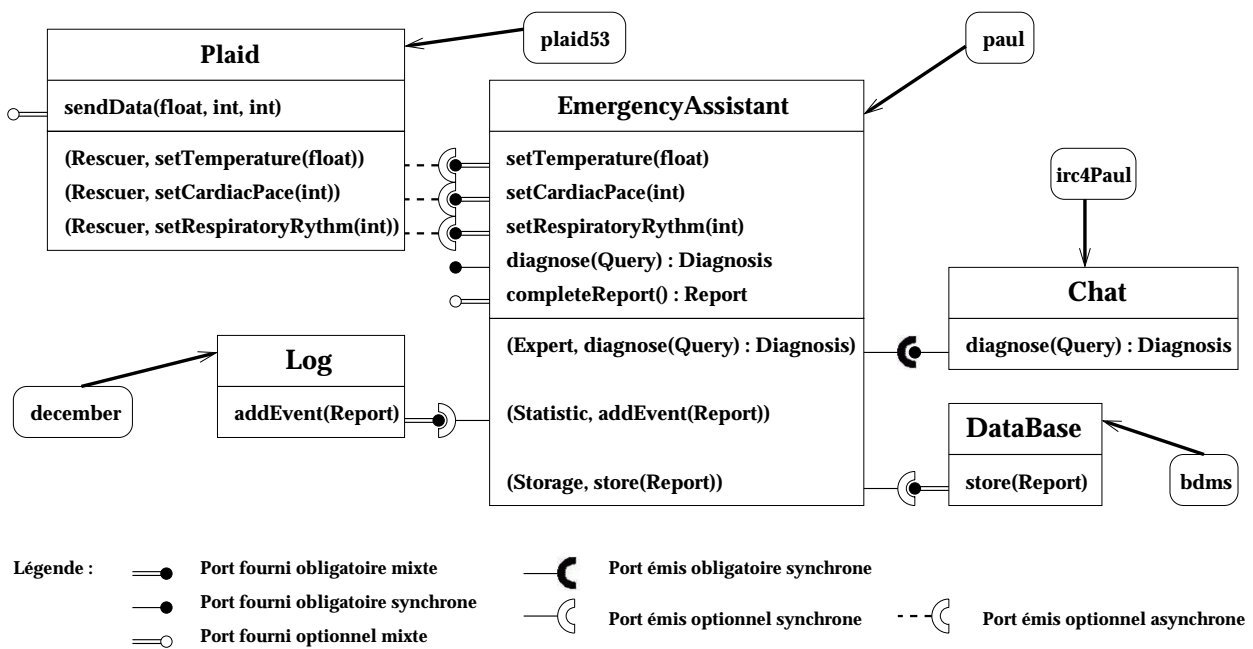 plaid53
paul
Plaid
sendData(float, int, int)
(Rescuer, setTemperature(float))
(Rescuer, setCardiacPace(int))
(Rescuer, setRespiratoryRythm(int))
EmergencyAssistant
setTemperature(float)
setCardiacPace(int)
setRespiratoryRythm(int)
diagnose(Query) : Diagnosis
completeReport() : Report
(Expert, diagnose(Query) : Diagnosis)
(Statistic, addEvent(Report))
(Storage, store(Report))
irc4Paul
Chat
diagnose(Query) : Diagnosis
Log
addEvent(Report)
december
DataBase
store(Report)
bdms
Légende :
Port fourni obligatoire mixte
Port fourni obligatoire synchrone
Port fourni optionnel mixte
Port émis obligatoire synchrone
Port émis optionnel synchrone
Port émis optionnel asynchrone